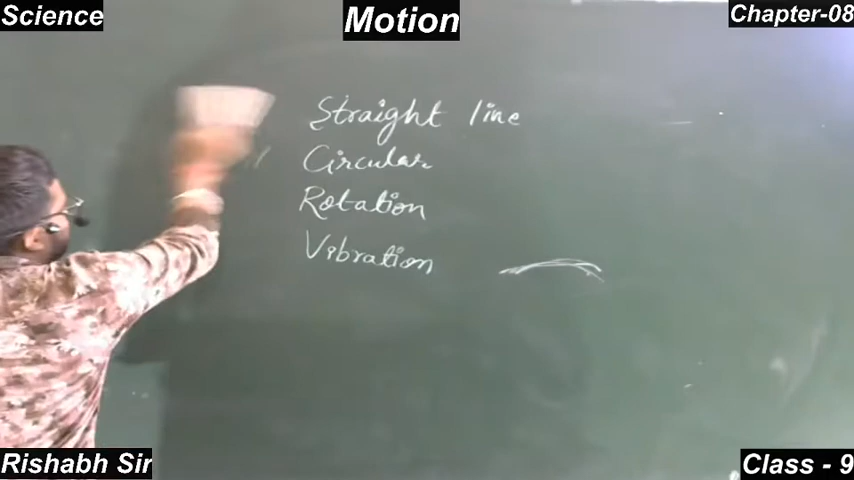 Science
Motion
Chapter-08
Straight line
Circular
Rotation
Vibration
Rishabh Sir
Class - 9